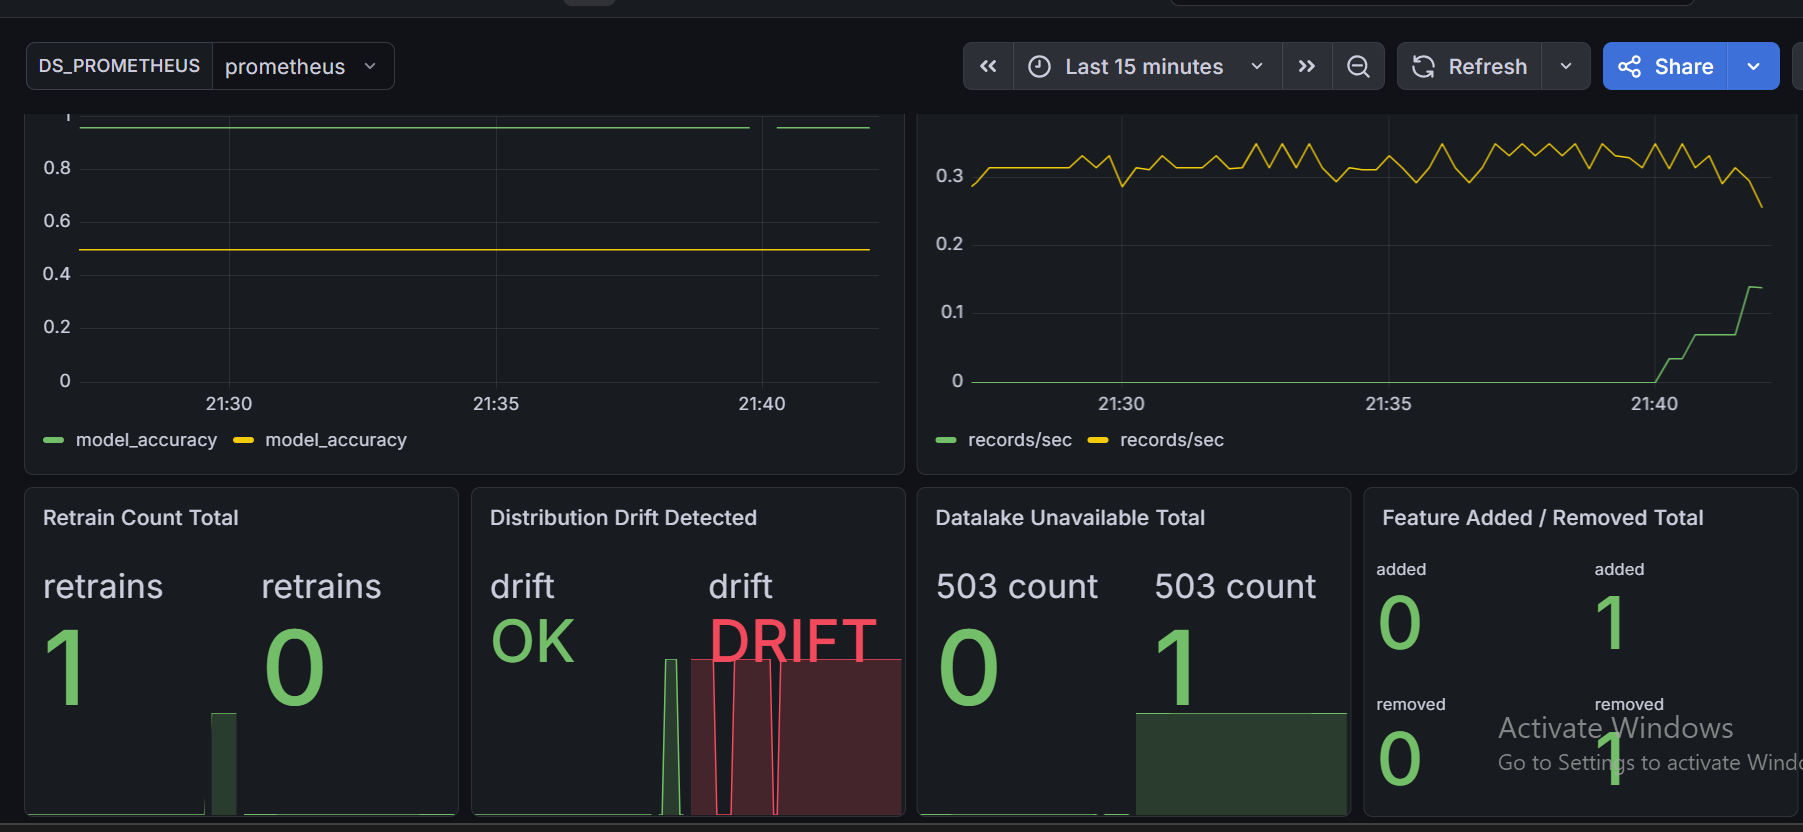 DS_PROMETHEUS prometheus
Last 15 minutes
Refresh
Share
1
0.8
0.6
0.4
0.2
0
21:30 21:35 21:40
model_accuracy model_accuracy
0.3
0.2
0.1
0
21:30 21:35 21:40
records/sec records/sec
Retrain Count Total
retrains retrains
1 0
Distribution Drift Detected
drift drift
OK DRIFT
Datalake Unavailable Total
503 count 503 count
0 1
Feature Added / Removed Total
added added
0 1
removed removed
0 1
Activate Windows
Go to Settings to activate Windo